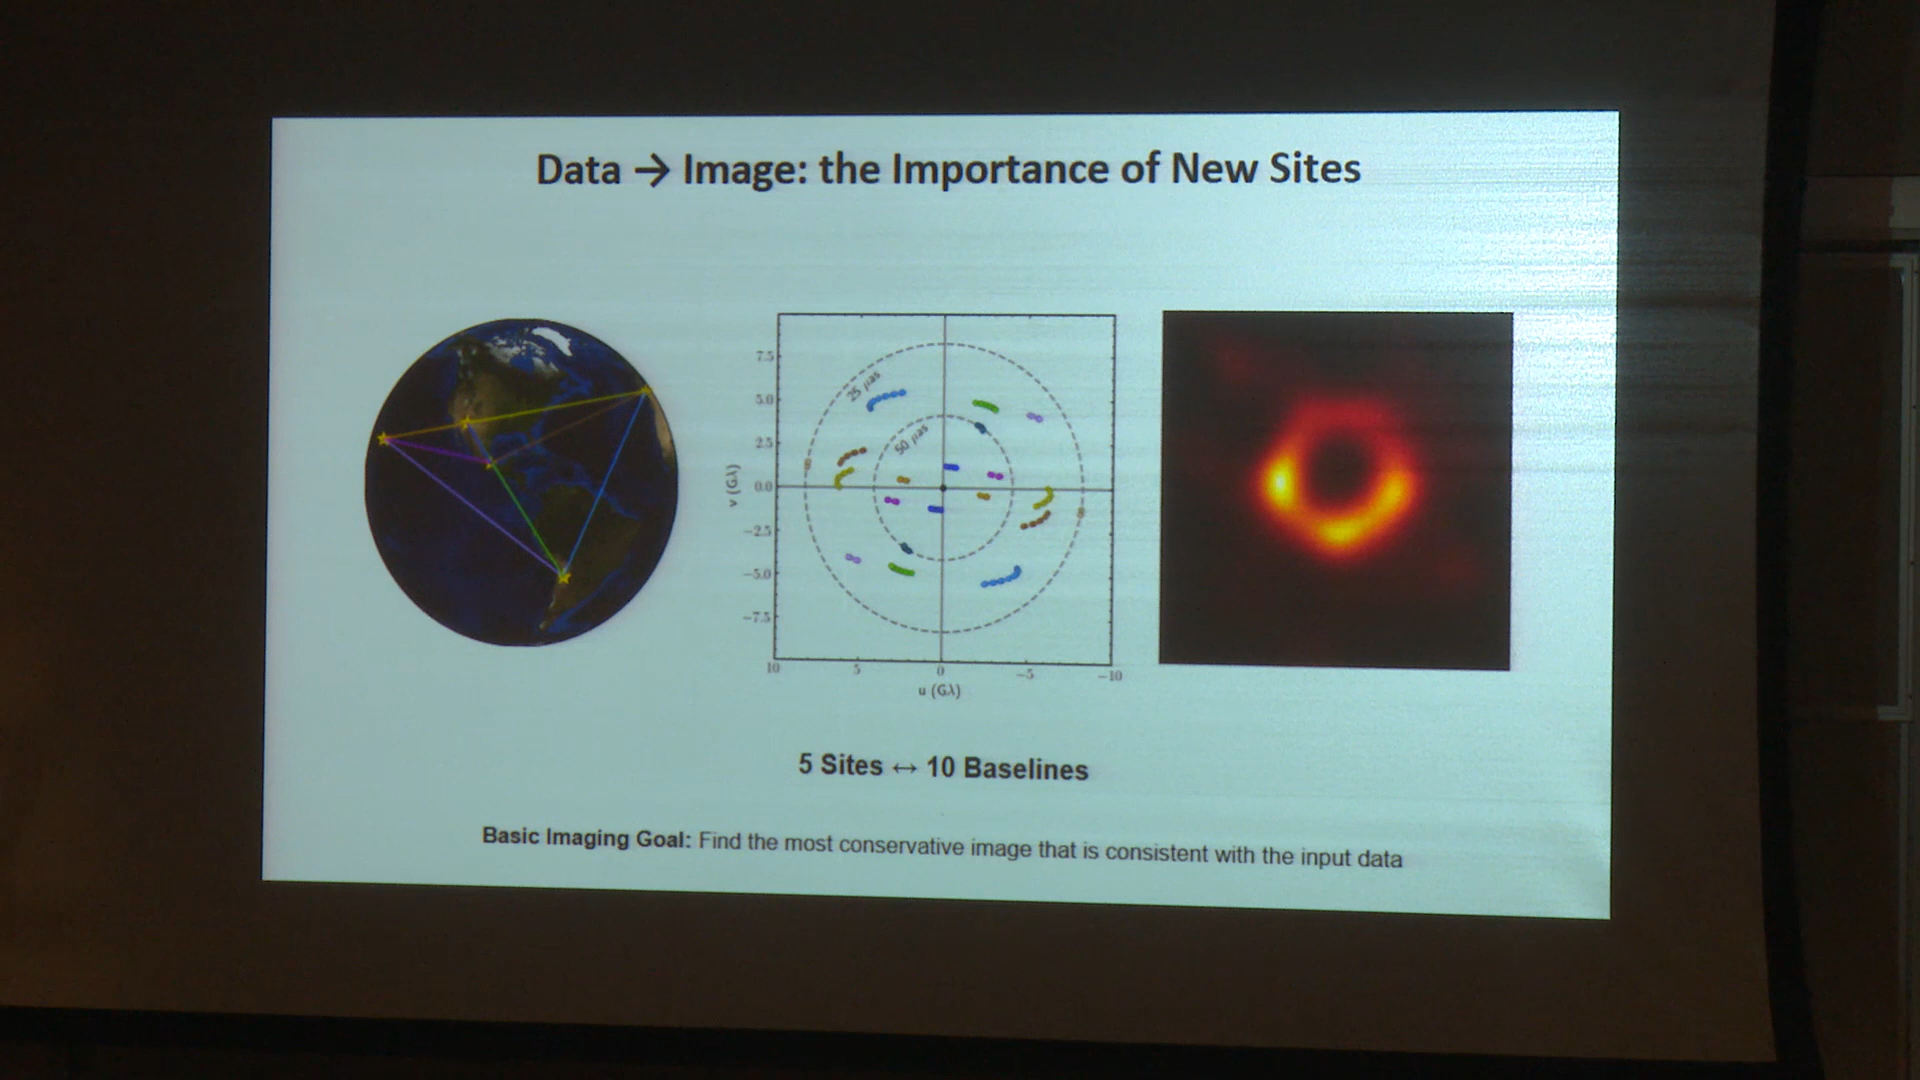 Data → Image: the Importance of New Sites
7.5
5.0
2.5
0.0
−2.5
−5.0
−7.5
v (Gλ)
25 μas
50 μas
10
5
0
−5
−10
u (Gλ)
5 Sites ↔ 10 Baselines
Basic Imaging Goal: Find the most conservative image that is consistent with the input data